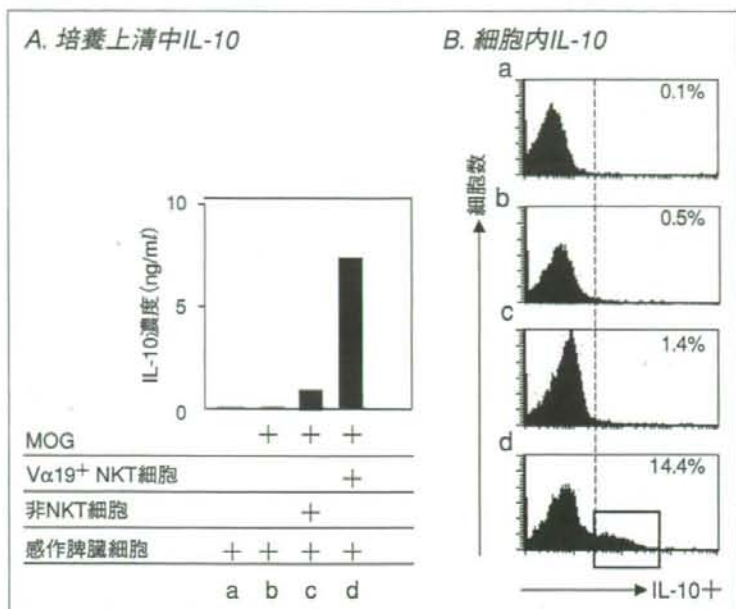 A. 培養上清中IL-10
10
5
0
IL-10濃度(ng/ml)
MOG + + +
Vα19+ NKT細胞 +
非NKT細胞 +
感作脾臓細胞 + + + +
a b c d
B. 細胞内IL-10
a
0.1%
b
0.5%
c
1.4%
d
14.4%
細胞数
IL-10+